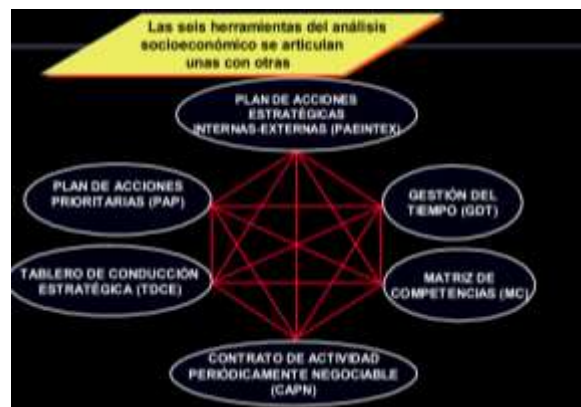 Las seis herramientas del análisis
socioeconómico se articulan
unas con otras
PLAN DE ACCIONES
ESTRATÉGICAS
INTERNAS-EXTERNAS (PAEINTEX)
PLAN DE ACCIONES
PRIORITARIAS (PAP)
GESTIÓN DEL
TIEMPO (GDT)
TABLERO DE CONDUCCIÓN
ESTRATÉGICA (TDCE)
MATRIZ DE
COMPETENCIAS (MC)
CONTRATO DE ACTIVIDAD
PERIÓDICAMENTE NEGOCIABLE
(CAPN)